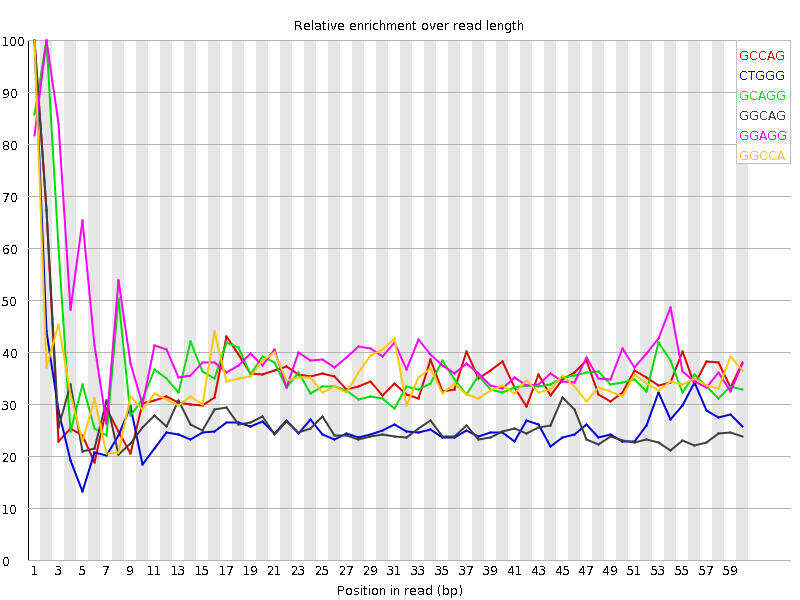 Relative enrichment over read length
100
90
80
70
60
50
40
30
20
10
0
GCCAG
CTGGG
GCAGG
GGCAG
GGAGG
GGCCA
1 3 5 7 9 11 13 15 17 19 21 23 25 27 29 31 33 35 37 39 41 43 45 47 49 51 53 55 57 59
Position in read (bp)